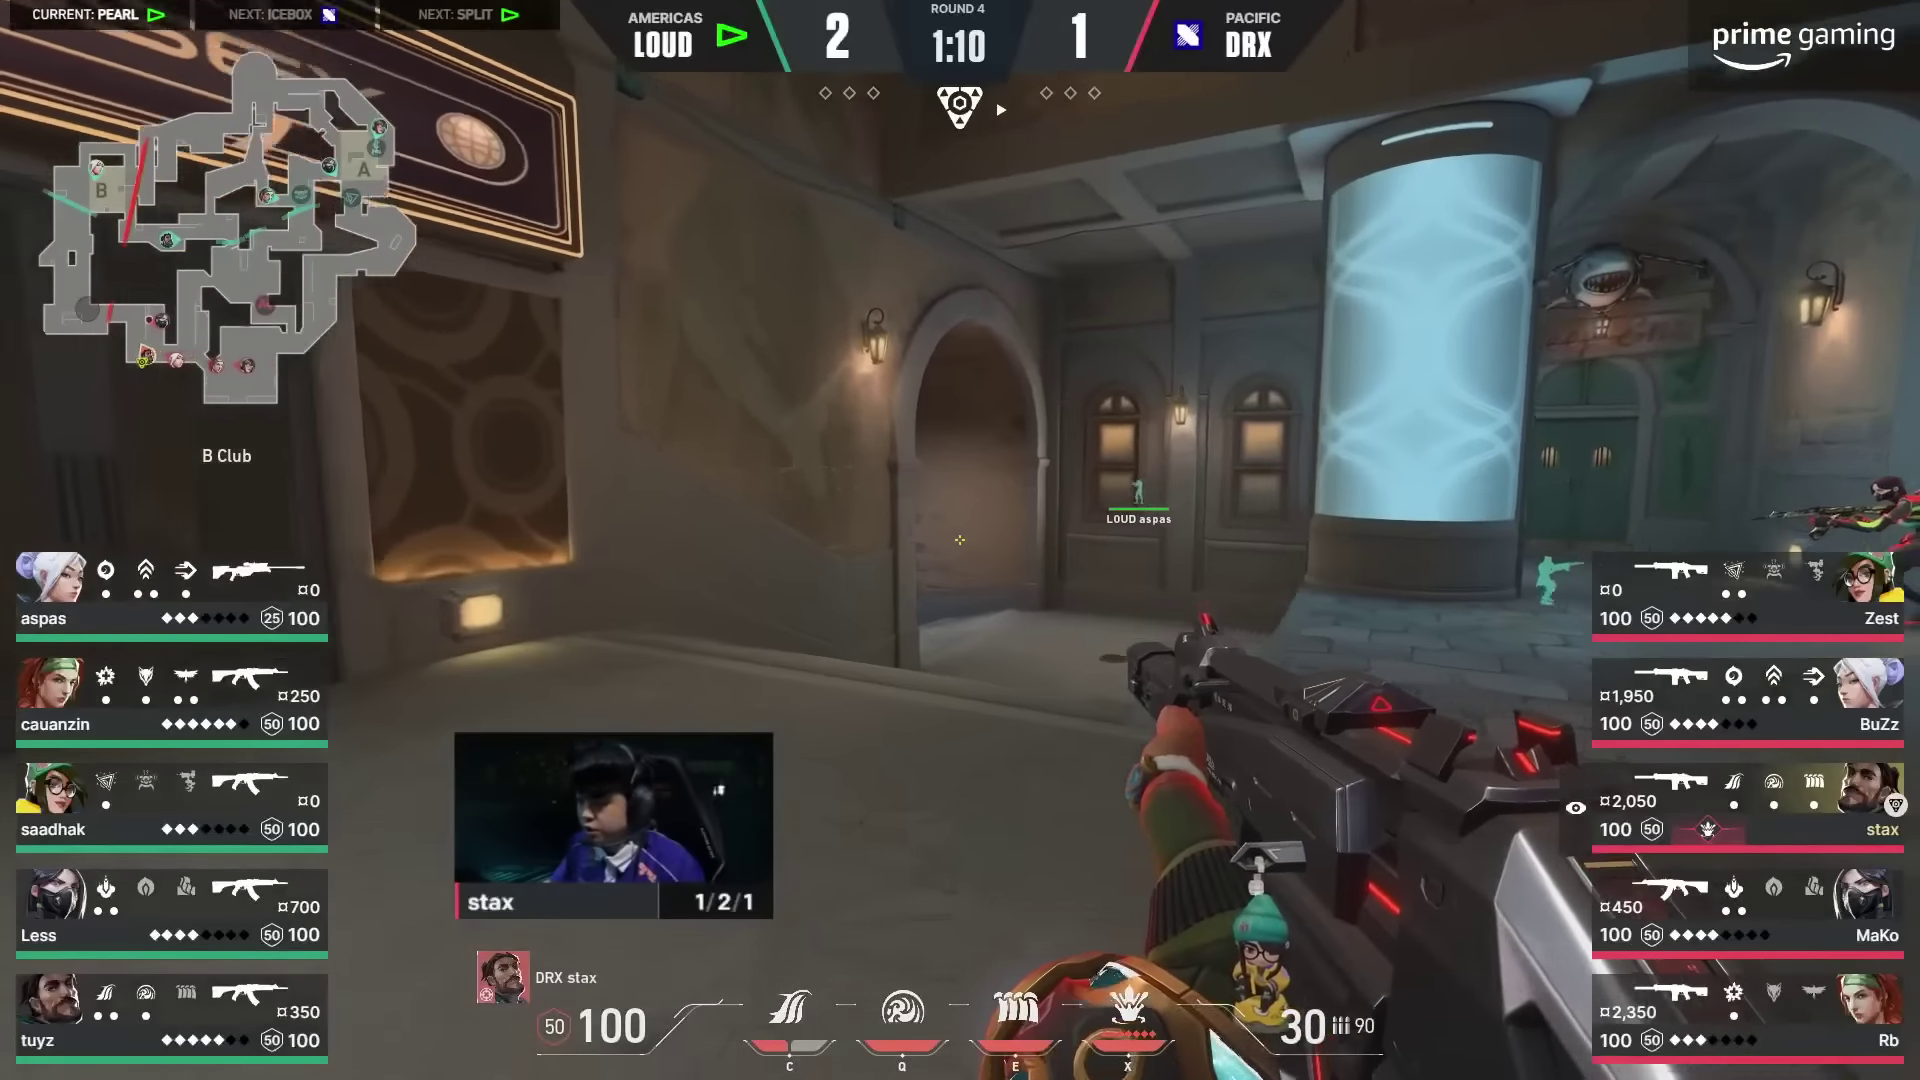 CURRENT: PEARL
NEXT: ICEBOX
NEXT: SPLIT
AMERICAS
LOUD
2
ROUND 4
1:10
1
PACIFIC
DRX
prime gaming
B
A
B Club
LOUD aspas
¤0
aspas
25 100
¤250
cauanzin
50 100
¤0
saadhak
50 100
¤700
Less
50 100
¤350
tuyz
50 100
¤0
100 50
Zest
¤1,950
100 50
BuZz
¤2,050
100 50
stax
¤450
100 50
MaKo
¤2,350
100 50
Rb
stax
1/2/1
DRX stax
50 100
C
Q
E
X
30 90